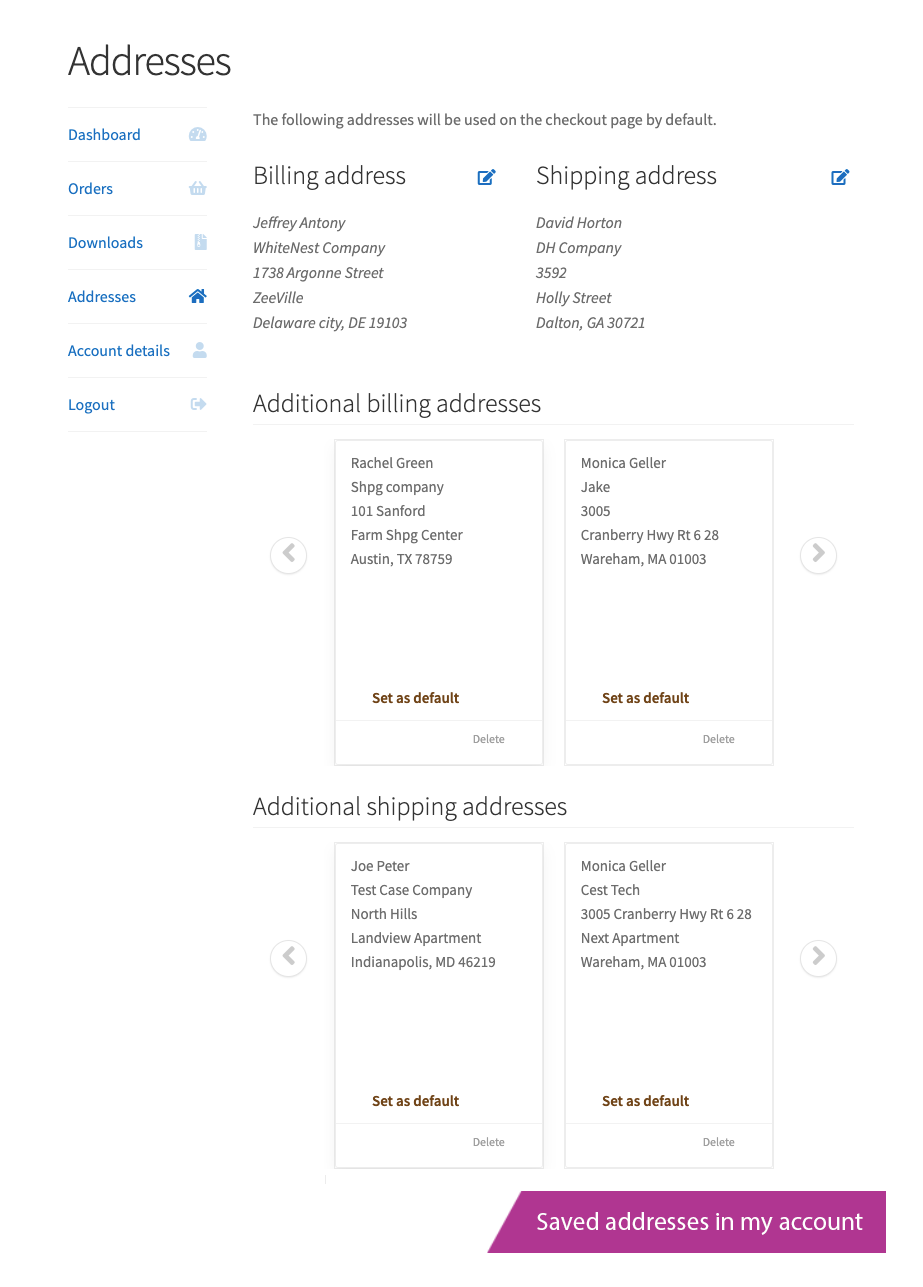 Addresses
Dashboard
Orders
Downloads
Addresses
Account details
Logout
The following addresses will be used on the checkout page by default.
Billing address
Jeffrey Antony
WhiteNest Company
1738 Argonne Street
ZeeVille
Delaware city, DE 19103
Shipping address
David Horton
DH Company
3592
Holly Street
Dalton, GA 30721
Additional billing addresses
Rachel Green
Shpg company
101 Sanford
Farm Shpg Center
Austin, TX 78759
Set as default
Delete
Monica Geller
Jake
3005
Cranberry Hwy Rt 6 28
Wareham, MA 01003
Set as default
Delete
Additional shipping addresses
Joe Peter
Test Case Company
North Hills
Landview Apartment
Indianapolis, MD 46219
Set as default
Delete
Monica Geller
Cest Tech
3005 Cranberry Hwy Rt 6 28
Next Apartment
Wareham, MA 01003
Set as default
Delete
Saved addresses in my account